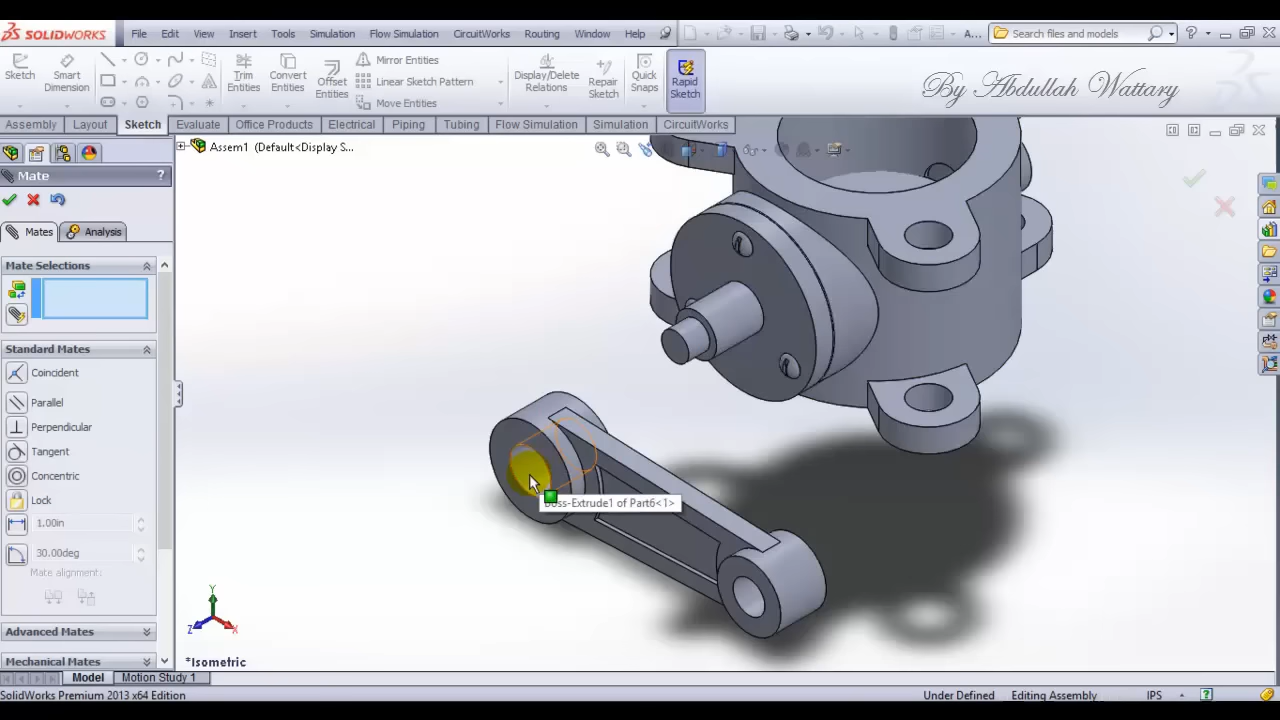 SOLIDWORKS File Edit View Insert Tools Simulation Flow Simulation CircuitWorks Routing Window Help A... Search files and models
Sketch Smart Dimension Trim Entities Convert Entities Offset Entities Mirror Entities Linear Sketch Pattern Move Entities Display/Delete Relations Repair Sketch Quick Snaps Rapid Sketch
By Abdullah Wattary
Assembly Layout Sketch Evaluate Office Products Electrical Piping Tubing Flow Simulation Simulation CircuitWorks
Assem1 (Default<Display S...
Mate ?
Mates Analysis
Mate Selections
Standard Mates
Coincident
Parallel
Perpendicular
Tangent
Concentric
Lock
1.00in
30.00deg
Mate alignment:
Advanced Mates
Mechanical Mates
Boss-Extrude1 of Part6<1>
Y
Z X
*Isometric
Model Motion Study 1
SolidWorks Premium 2013 x64 Edition Under Defined Editing Assembly IPS